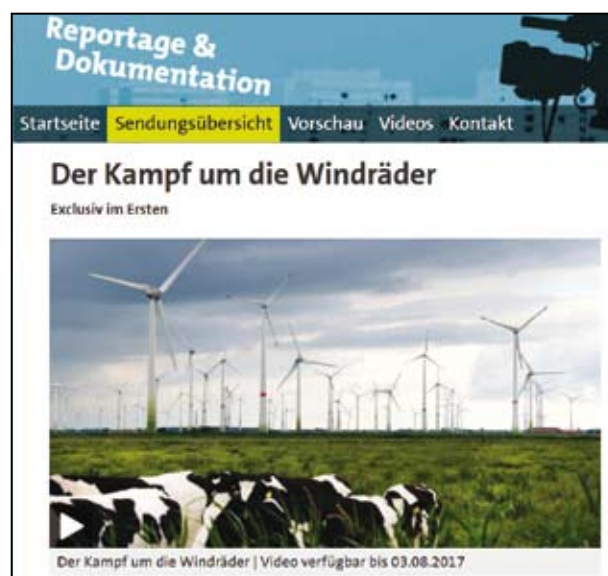 Reportage &
Dokumentation
Startseite Sendungsübersicht Vorschau Videos Kontakt
Der Kampf um die Windräder
Exclusiv im Ersten
Der Kampf um die Windräder | Video verfügbar bis 03.08.2017